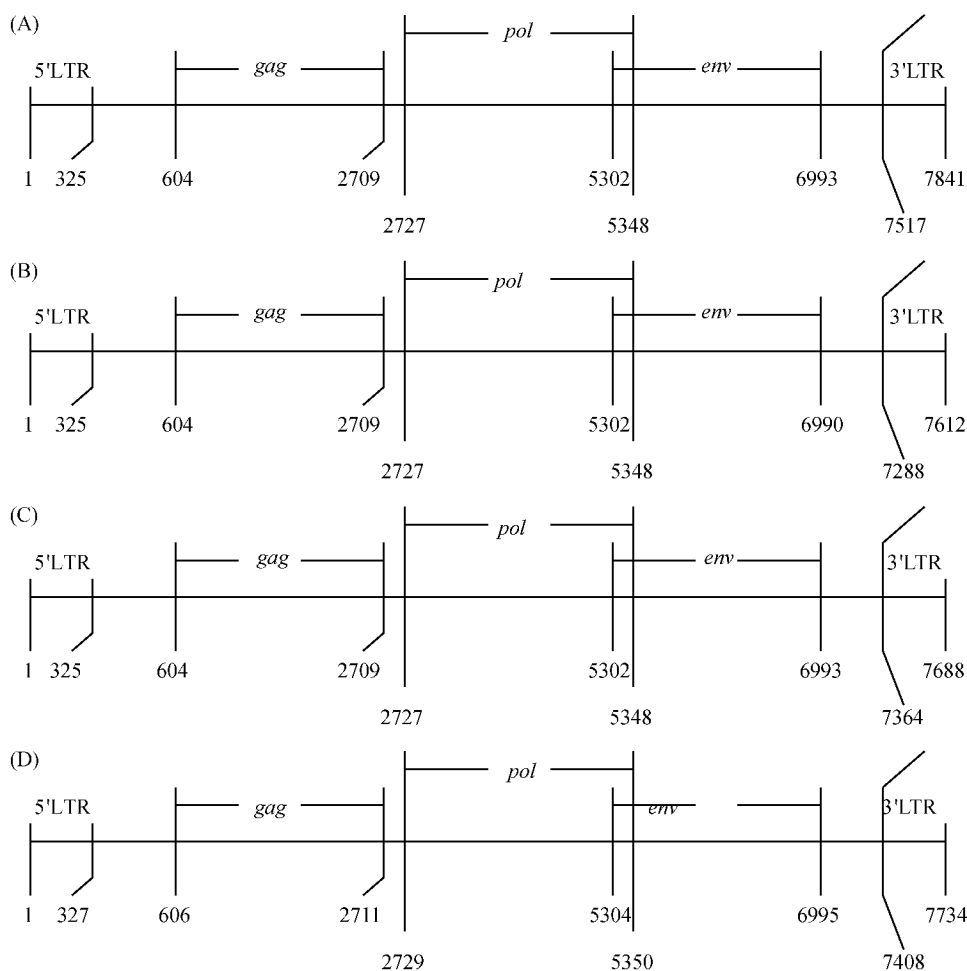 (A)
pol
5'LTR gag env 3'LTR
1 325 604 2709 5302 6993 7841
2727 5348 7517
(B)
pol
5'LTR gag env 3'LTR
1 325 604 2709 5302 6990 7612
2727 5348 7288
(C)
pol
5'LTR gag env 3'LTR
1 325 604 2709 5302 6993 7688
2727 5348 7364
(D)
pol
5'LTR gag env 3'LTR
1 327 606 2711 5304 6995 7734
2729 5350 7408